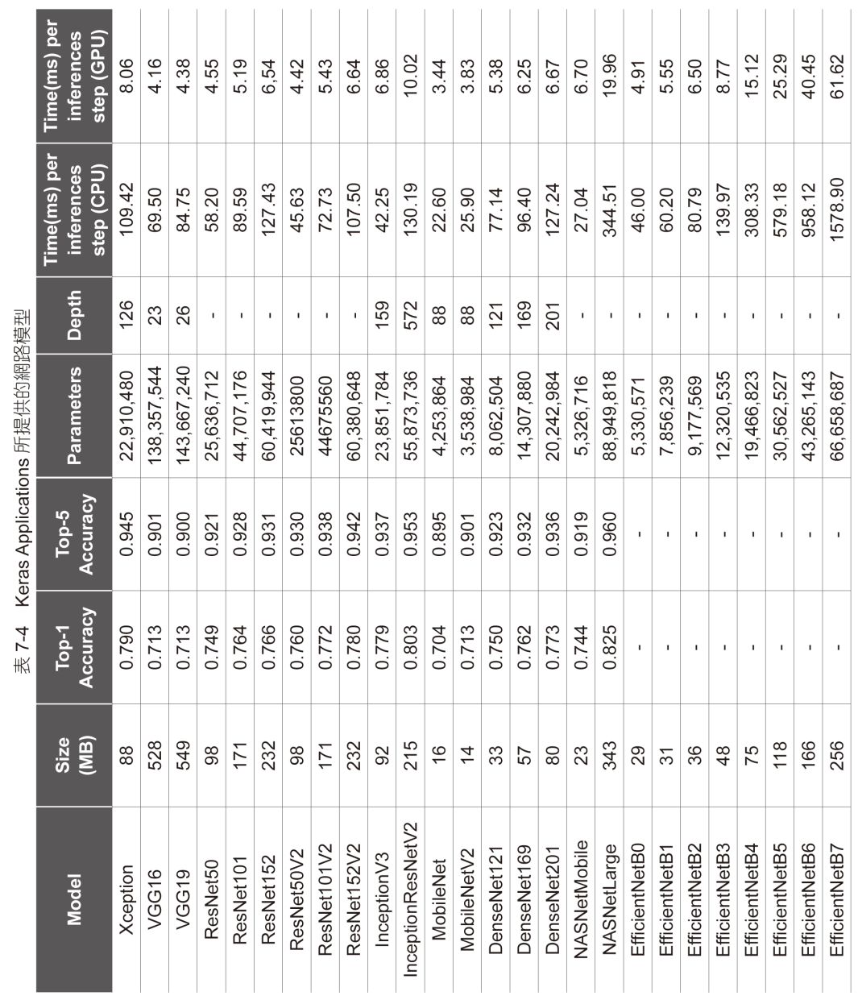 表 7-4 Keras Applications 所提供的網路模型
Model Size (MB) Top-1 Accuracy Top-5 Accuracy Parameters Depth Time(ms) per inferences step (CPU) Time(ms) per inferences step (GPU)
Xception 88 0.790 0.945 22,910,480 126 109.42 8.06
VGG16 528 0.713 0.901 138,357,544 23 69.50 4.16
VGG19 549 0.713 0.900 143,667,240 26 84.75 4.38
ResNet50 98 0.749 0.921 25,636,712 - 58.20 4.55
ResNet101 171 0.764 0.928 44,707,176 - 89.59 5.19
ResNet152 232 0.766 0.931 60,419,944 - 127.43 6,54
ResNet50V2 98 0.760 0.930 25613800 - 45.63 4.42
ResNet101V2 171 0.772 0.938 44675560 - 72.73 5.43
ResNet152V2 232 0.780 0.942 60,380,648 - 107.50 6.64
InceptionV3 92 0.779 0.937 23,851,784 159 42.25 6.86
InceptionResNetV2 215 0.803 0.953 55,873,736 572 130.19 10.02
MobileNet 16 0.704 0.895 4,253,864 88 22.60 3.44
MobileNetV2 14 0.713 0.901 3,538,984 88 25.90 3.83
DenseNet121 33 0.750 0.923 8,062,504 121 77.14 5.38
DenseNet169 57 0.762 0.932 14,307,880 169 96.40 6.25
DenseNet201 80 0.773 0.936 20,242,984 201 127.24 6.67
NASNetMobile 23 0.744 0.919 5,326,716 - 27.04 6.70
NASNetLarge 343 0.825 0.960 88,949,818 - 344.51 19.96
EfficientNetB0 29 - - 5,330,571 - 46.00 4.91
EfficientNetB1 31 - - 7,856,239 - 60.20 5.55
EfficientNetB2 36 - - 9,177,569 - 80.79 6.50
EfficientNetB3 48 - - 12,320,535 - 139.97 8.77
EfficientNetB4 75 - - 19,466,823 - 308.33 15.12
EfficientNetB5 118 - - 30,562,527 - 579.18 25.29
EfficientNetB6 166 - - 43,265,143 - 958.12 40.45
EfficientNetB7 256 - - 66,658,687 - 1578.90 61.62